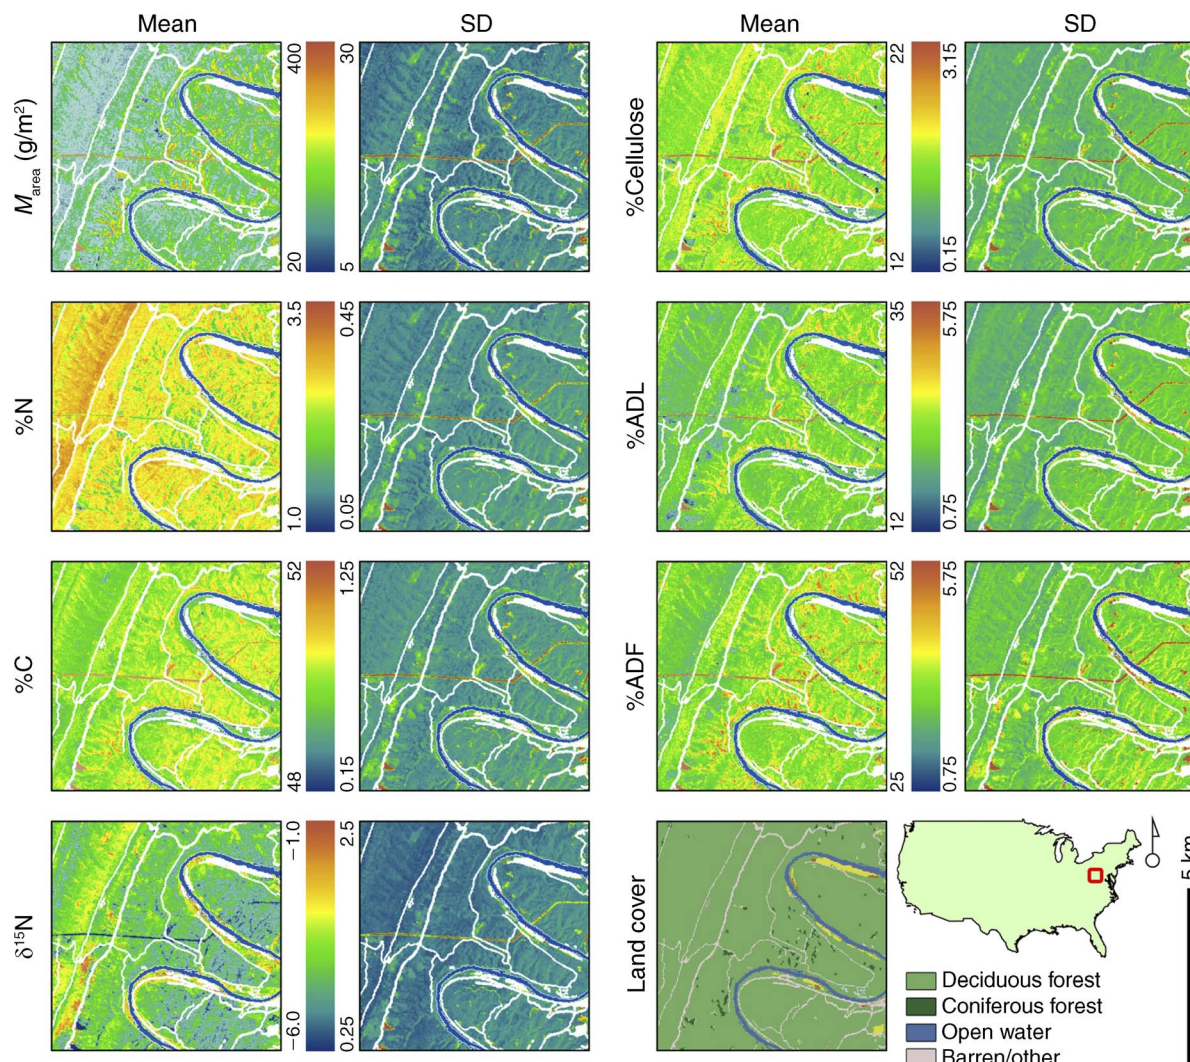 Mean SD Mean SD
M area (g/m²) 400 20 30 5
%Cellulose 22 12 3.15 0.15
%N 3.5 1.0 0.45 0.05
%ADL 35 12 5.75 0.75
%C 52 48 1.25 0.15
%ADF 52 25 5.75 0.75
δ¹⁵N −1.0 −6.0 2.5 0.25
Land cover
5 km
Deciduous forest
Coniferous forest
Open water
Barren/other